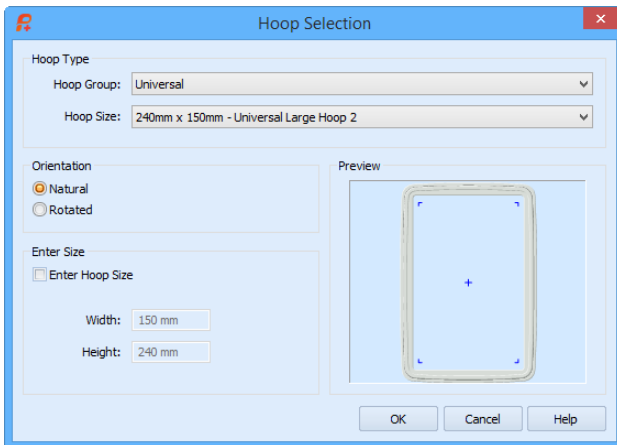 Hoop Selection
Hoop Type
Hoop Group: Universal
Hoop Size: 240mm x 150mm - Universal Large Hoop 2
Orientation
Natural
Rotated
Preview
Enter Size
Enter Hoop Size
Width: 150 mm
Height: 240 mm
OK Cancel Help